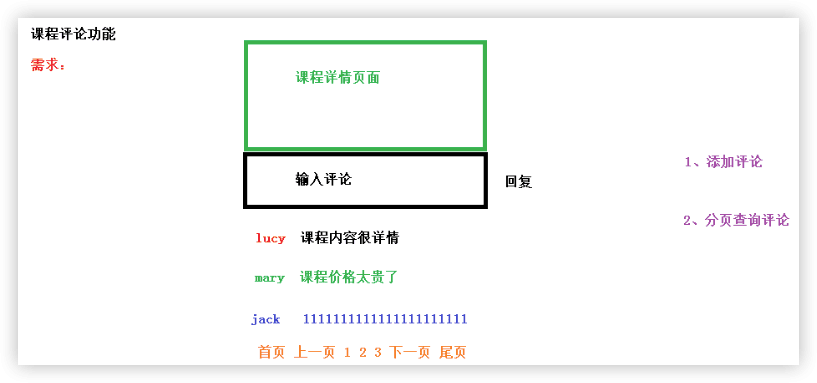 课程评论功能
需求：
课程详情页面
输入评论
回复
1、添加评论
2、分页查询评论
lucy 课程内容很详情
mary 课程价格太贵了
jack 1111111111111111111111
首页 上一页 1 2 3 下一页 尾页